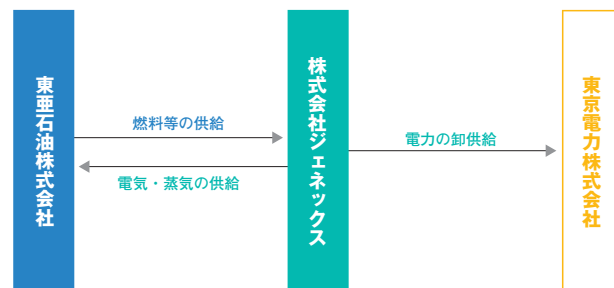 東亜石油株式会社
燃料等の供給
電気・蒸気の供給
株式会社ジェネックス
電力の卸供給
東京電力株式会社